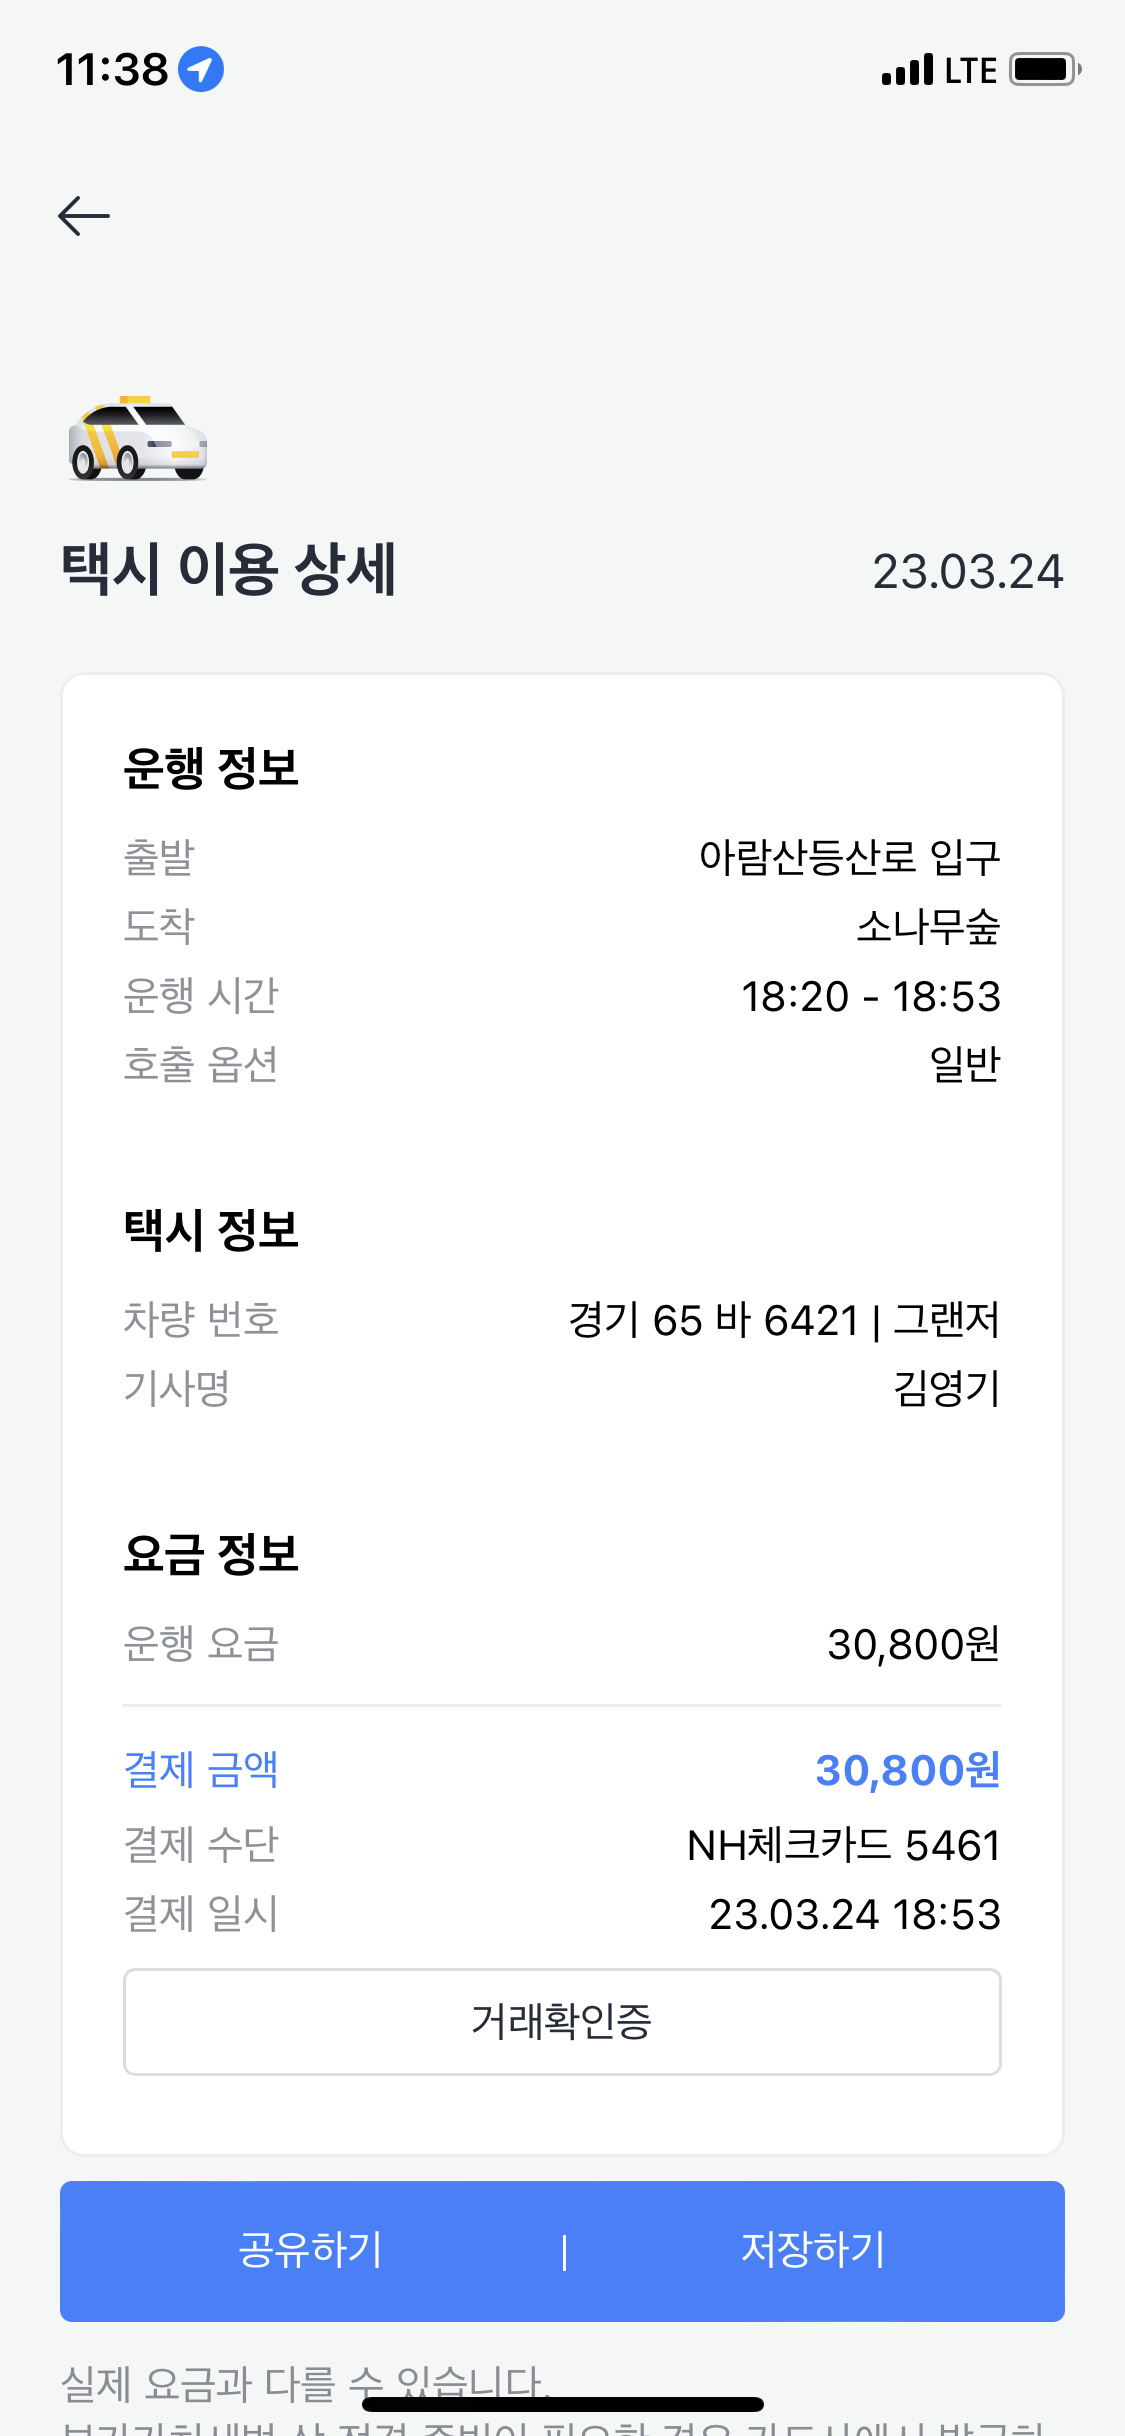 11:38 LTE
택시 이용 상세 23.03.24
운행 정보
출발 아람산등산로 입구
도착 소나무숲
운행 시간 18:20 - 18:53
호출 옵션 일반
택시 정보
차량 번호 경기 65 바 6421 | 그랜저
기사명 김영기
요금 정보
운행 요금 30,800원
결제 금액 30,800원
결제 수단 NH체크카드 5461
결제 일시 23.03.24 18:53
거래확인증
공유하기 | 저장하기
실제 요금과 다를 수 있습니다.